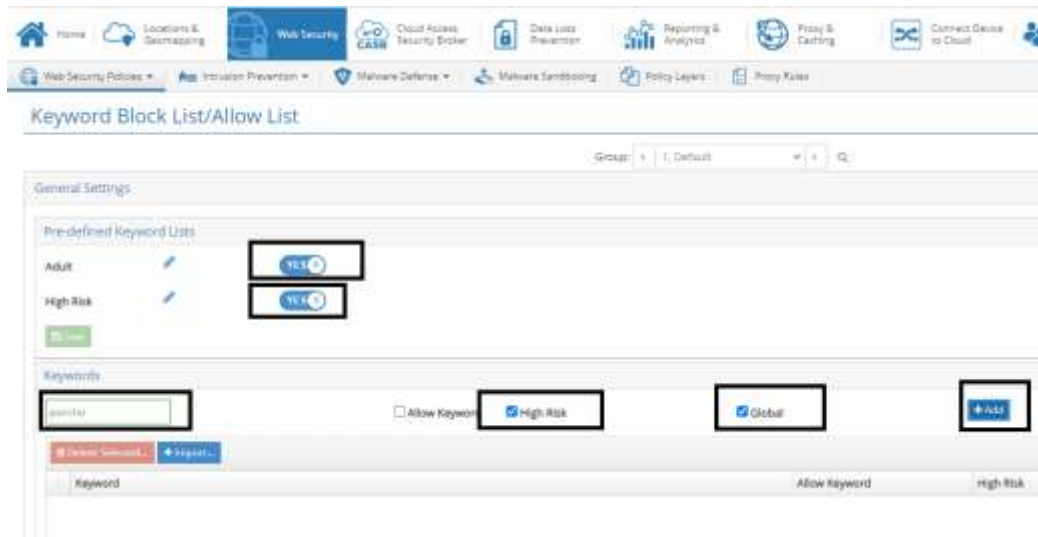 Home
Locations & Geomapping
Web Security
CASB
Cloud Access Security Broker
Data Loss Prevention
Reporting & Analytics
Proxy & Caching
Connect Device to Cloud
Web Security Policies
Intrusion Prevention
Malware Defense
Malware Sandboxing
Policy Layers
Proxy Rules
Keyword Block List/Allow List
Group: 1. Default
General Settings
Pre-defined Keyword Lists
Adult YES
High Risk YES
Save
Keywords
Allow Keywor High Risk Global + Add
Delete Selected... + Import...
Keyword Allow Keyword High Risk